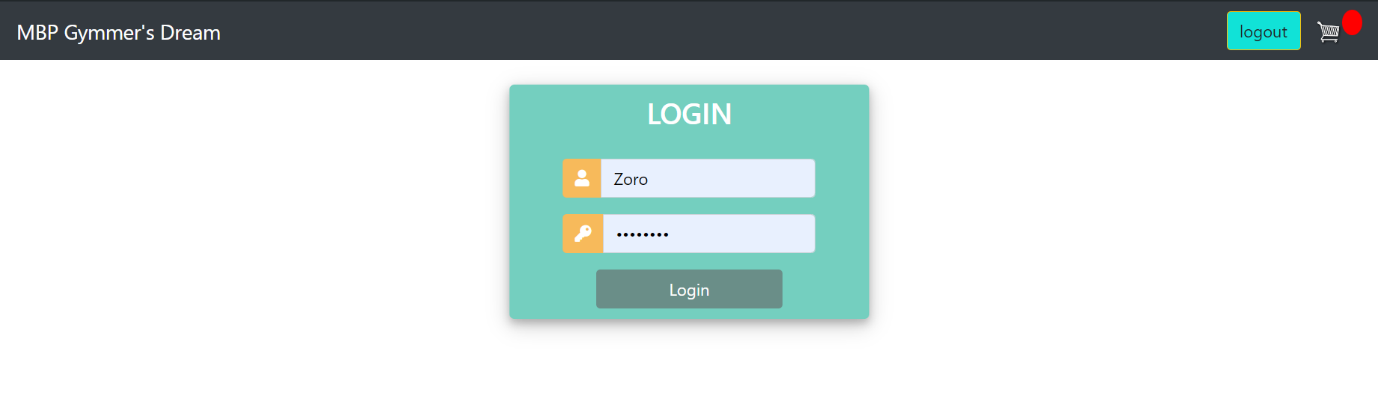 MBP Gymmer's Dream
logout
LOGIN
Zoro
••••••••
Login